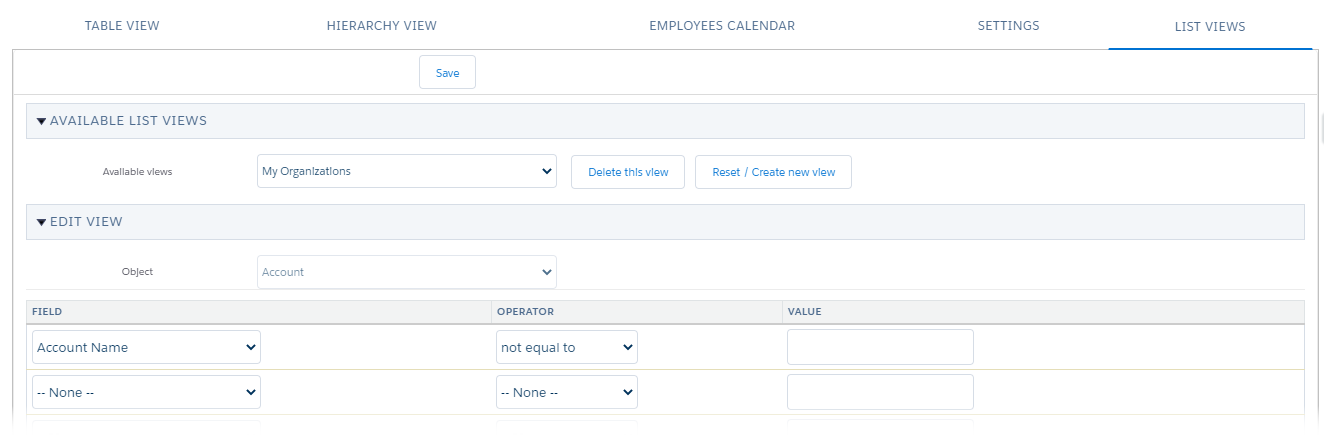 TABLE VIEW HIERARCHY VIEW EMPLOYEES CALENDAR SETTINGS LIST VIEWS
Save
AVAILABLE LIST VIEWS
Available views My Organizations Delete this view Reset / Create new view
EDIT VIEW
Object Account
FIELD OPERATOR VALUE
Account Name not equal to
-- None -- -- None --